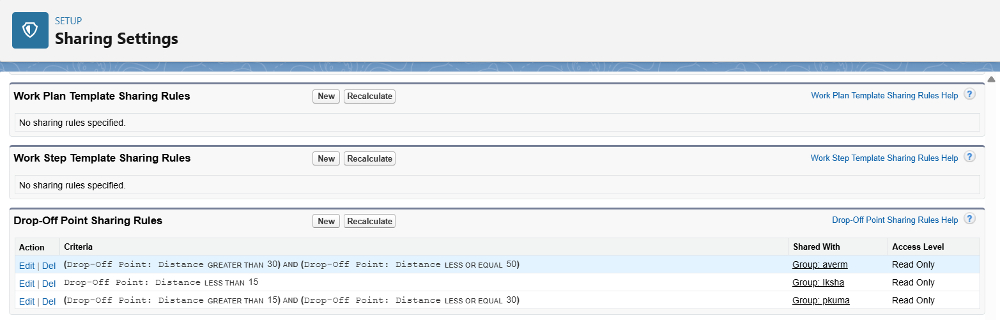 SETUP
Sharing Settings
Work Plan Template Sharing Rules New Recalculate Work Plan Template Sharing Rules Help ?
No sharing rules specified.
Work Step Template Sharing Rules New Recalculate Work Step Template Sharing Rules Help ?
No sharing rules specified.
Drop-Off Point Sharing Rules New Recalculate Drop-Off Point Sharing Rules Help ?
Action Criteria Shared With Access Level
Edit | Del (Drop-Off Point: Distance GREATER THAN 30) AND (Drop-Off Point: Distance LESS OR EQUAL 50) Group: averm Read Only
Edit | Del Drop-Off Point: Distance LESS THAN 15 Group: Iksha Read Only
Edit | Del (Drop-Off Point: Distance GREATER THAN 15) AND (Drop-Off Point: Distance LESS OR EQUAL 30) Group: pkuma Read Only